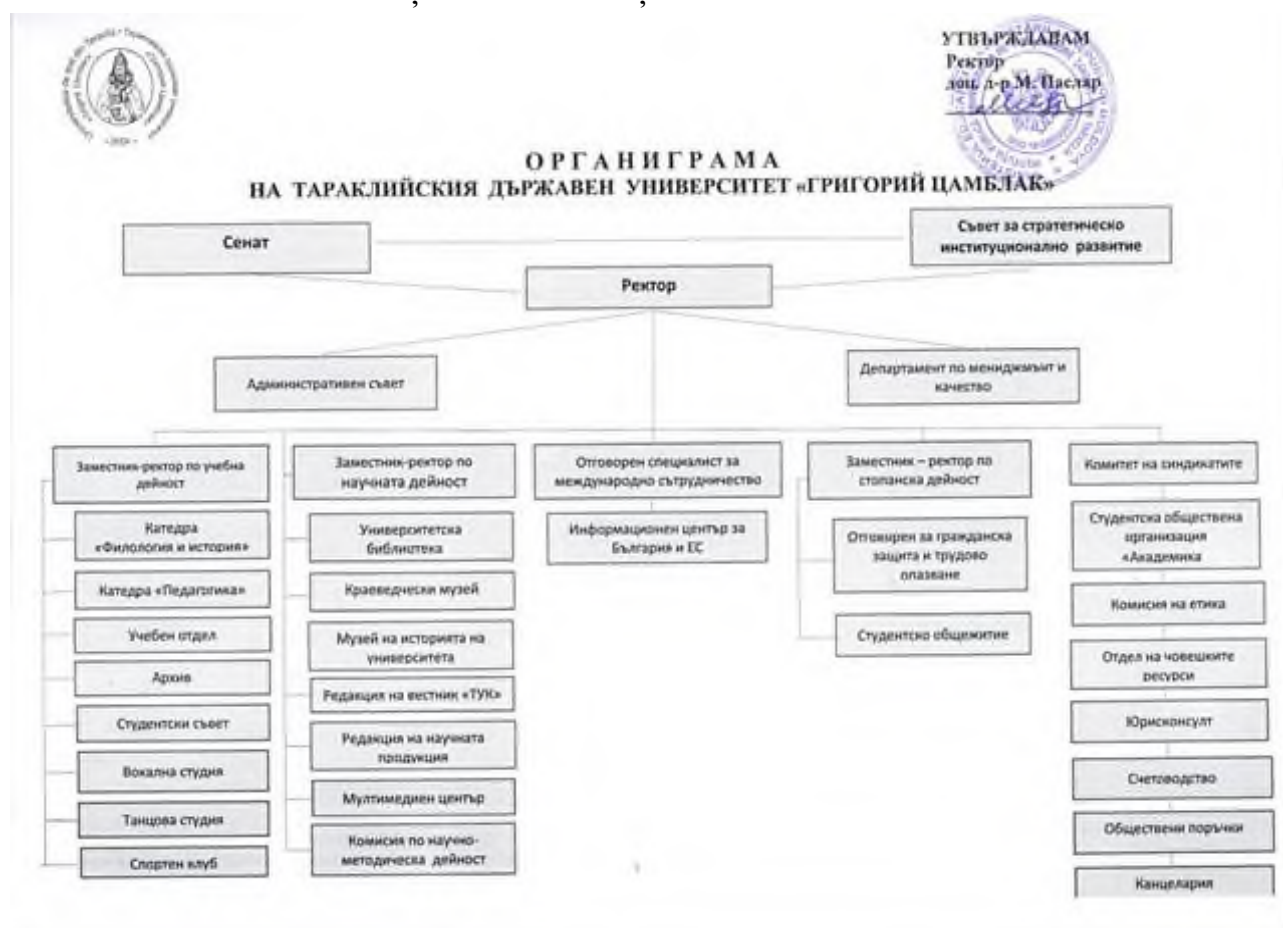 УТВЪРЖДАВАМ
Ректор
доц. д-р М. Паслар
ОРГАНИГРАМА
НА ТАРАКЛИЙСКИЯ ДЪРЖАВЕН УНИВЕРСИТЕТ «ГРИГОРИЙ ЦАМБЛАК»
Сенат
Съвет за стратегическо
институционално развитие
Ректор
Административен съвет
Департамент по мениджмънт и
качество
Заместник-ректор по учебна
дейност
Катедра
«Филология и история»
Катедра «Педагогика»
Учебен отдел
Архив
Студентски съвет
Вокална студия
Танцова студия
Спортен клуб
Заместник-ректор по
научната дейност
Университетска
библиотека
Краеведчески музей
Музей на историята на
университета
Редакция на вестник «ТУК»
Редакция на научната
продукция
Мултимедиен център
Комисия по научно-
методическа дейност
Отговорен специалист за
международно сътрудничество
Информационен център за
България и ЕС
Заместник – ректор по
стопанска дейност
Отговорен за гражданска
защита и трудово
опазване
Студентско общежитие
Комитет на синдикатите
Студентска обществена
организация
«Академика
Комисия на етика
Отдел на човешките
ресурси
Юрисконсулт
Счетоводство
Обществени поръчки
Канцелария